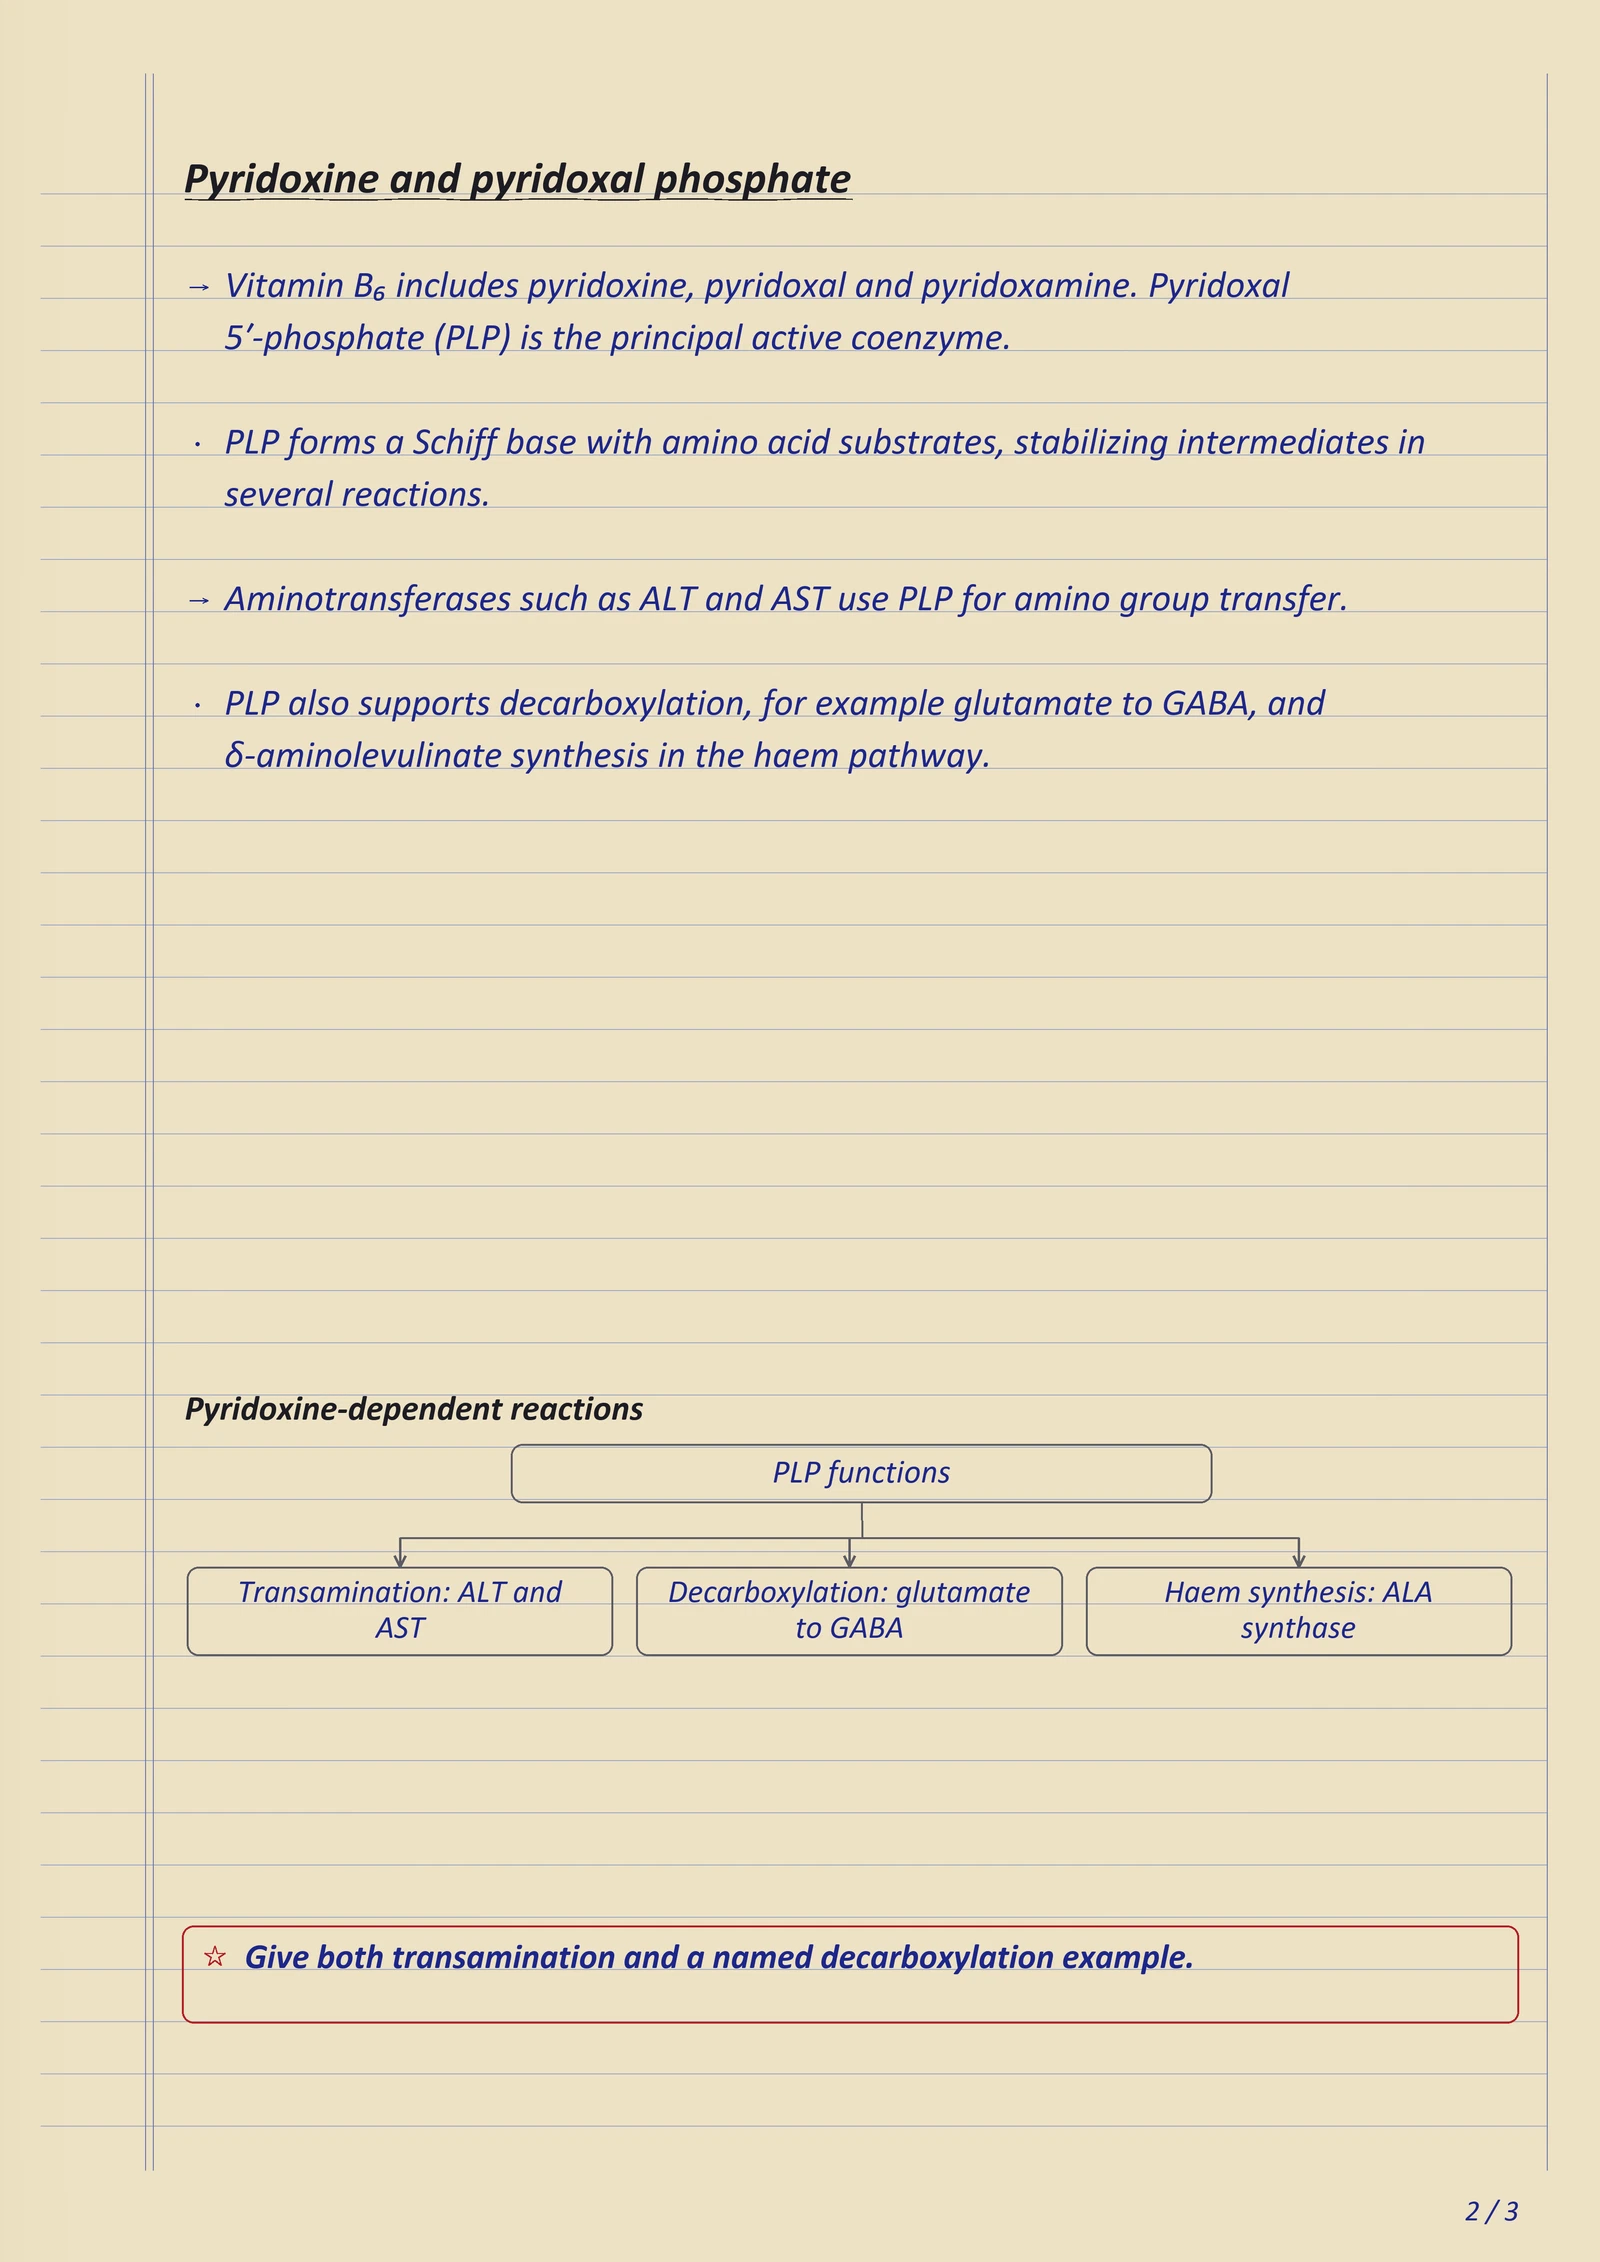 Pyridoxine and pyridoxal phosphate
→ Vitamin B₆ includes pyridoxine, pyridoxal and pyridoxamine. Pyridoxal
5′-phosphate (PLP) is the principal active coenzyme.
· PLP forms a Schiff base with amino acid substrates, stabilizing intermediates in
several reactions.
→ Aminotransferases such as ALT and AST use PLP for amino group transfer.
· PLP also supports decarboxylation, for example glutamate to GABA, and
δ-aminolevulinate synthesis in the haem pathway.
Pyridoxine-dependent reactions
PLP functions
Transamination: ALT and
AST
Decarboxylation: glutamate
to GABA
Haem synthesis: ALA
synthase
☆ Give both transamination and a named decarboxylation example.
2 / 3